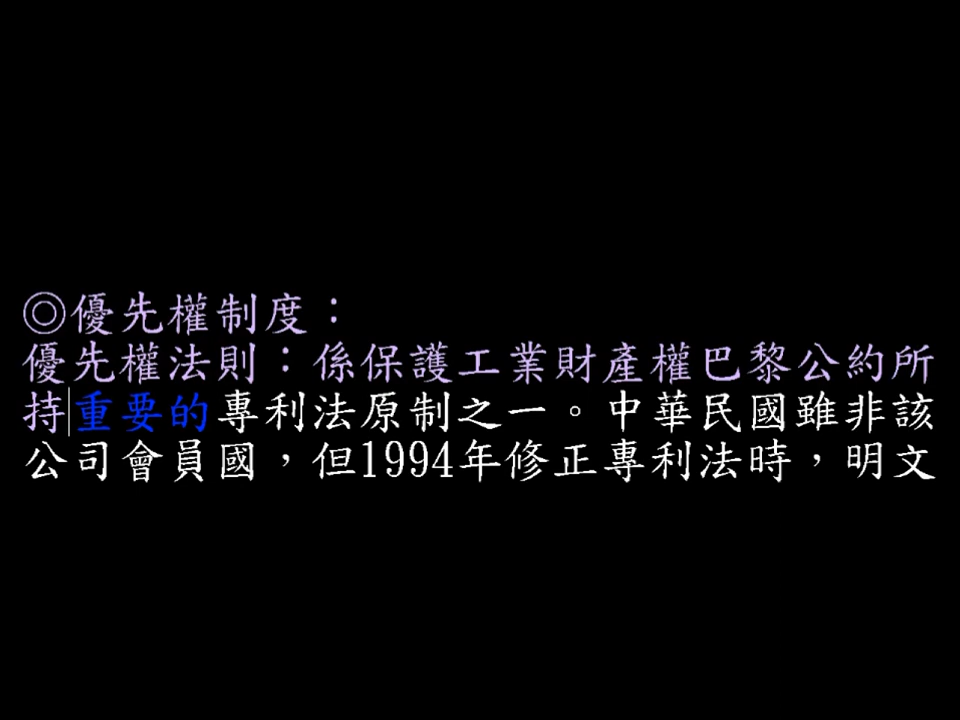 ◎優先權制度：
優先權法則：係保護工業財產權巴黎公約所
持重要的專利法原制之一。中華民國雖非該
公司會員國，但1994年修正專利法時，明文